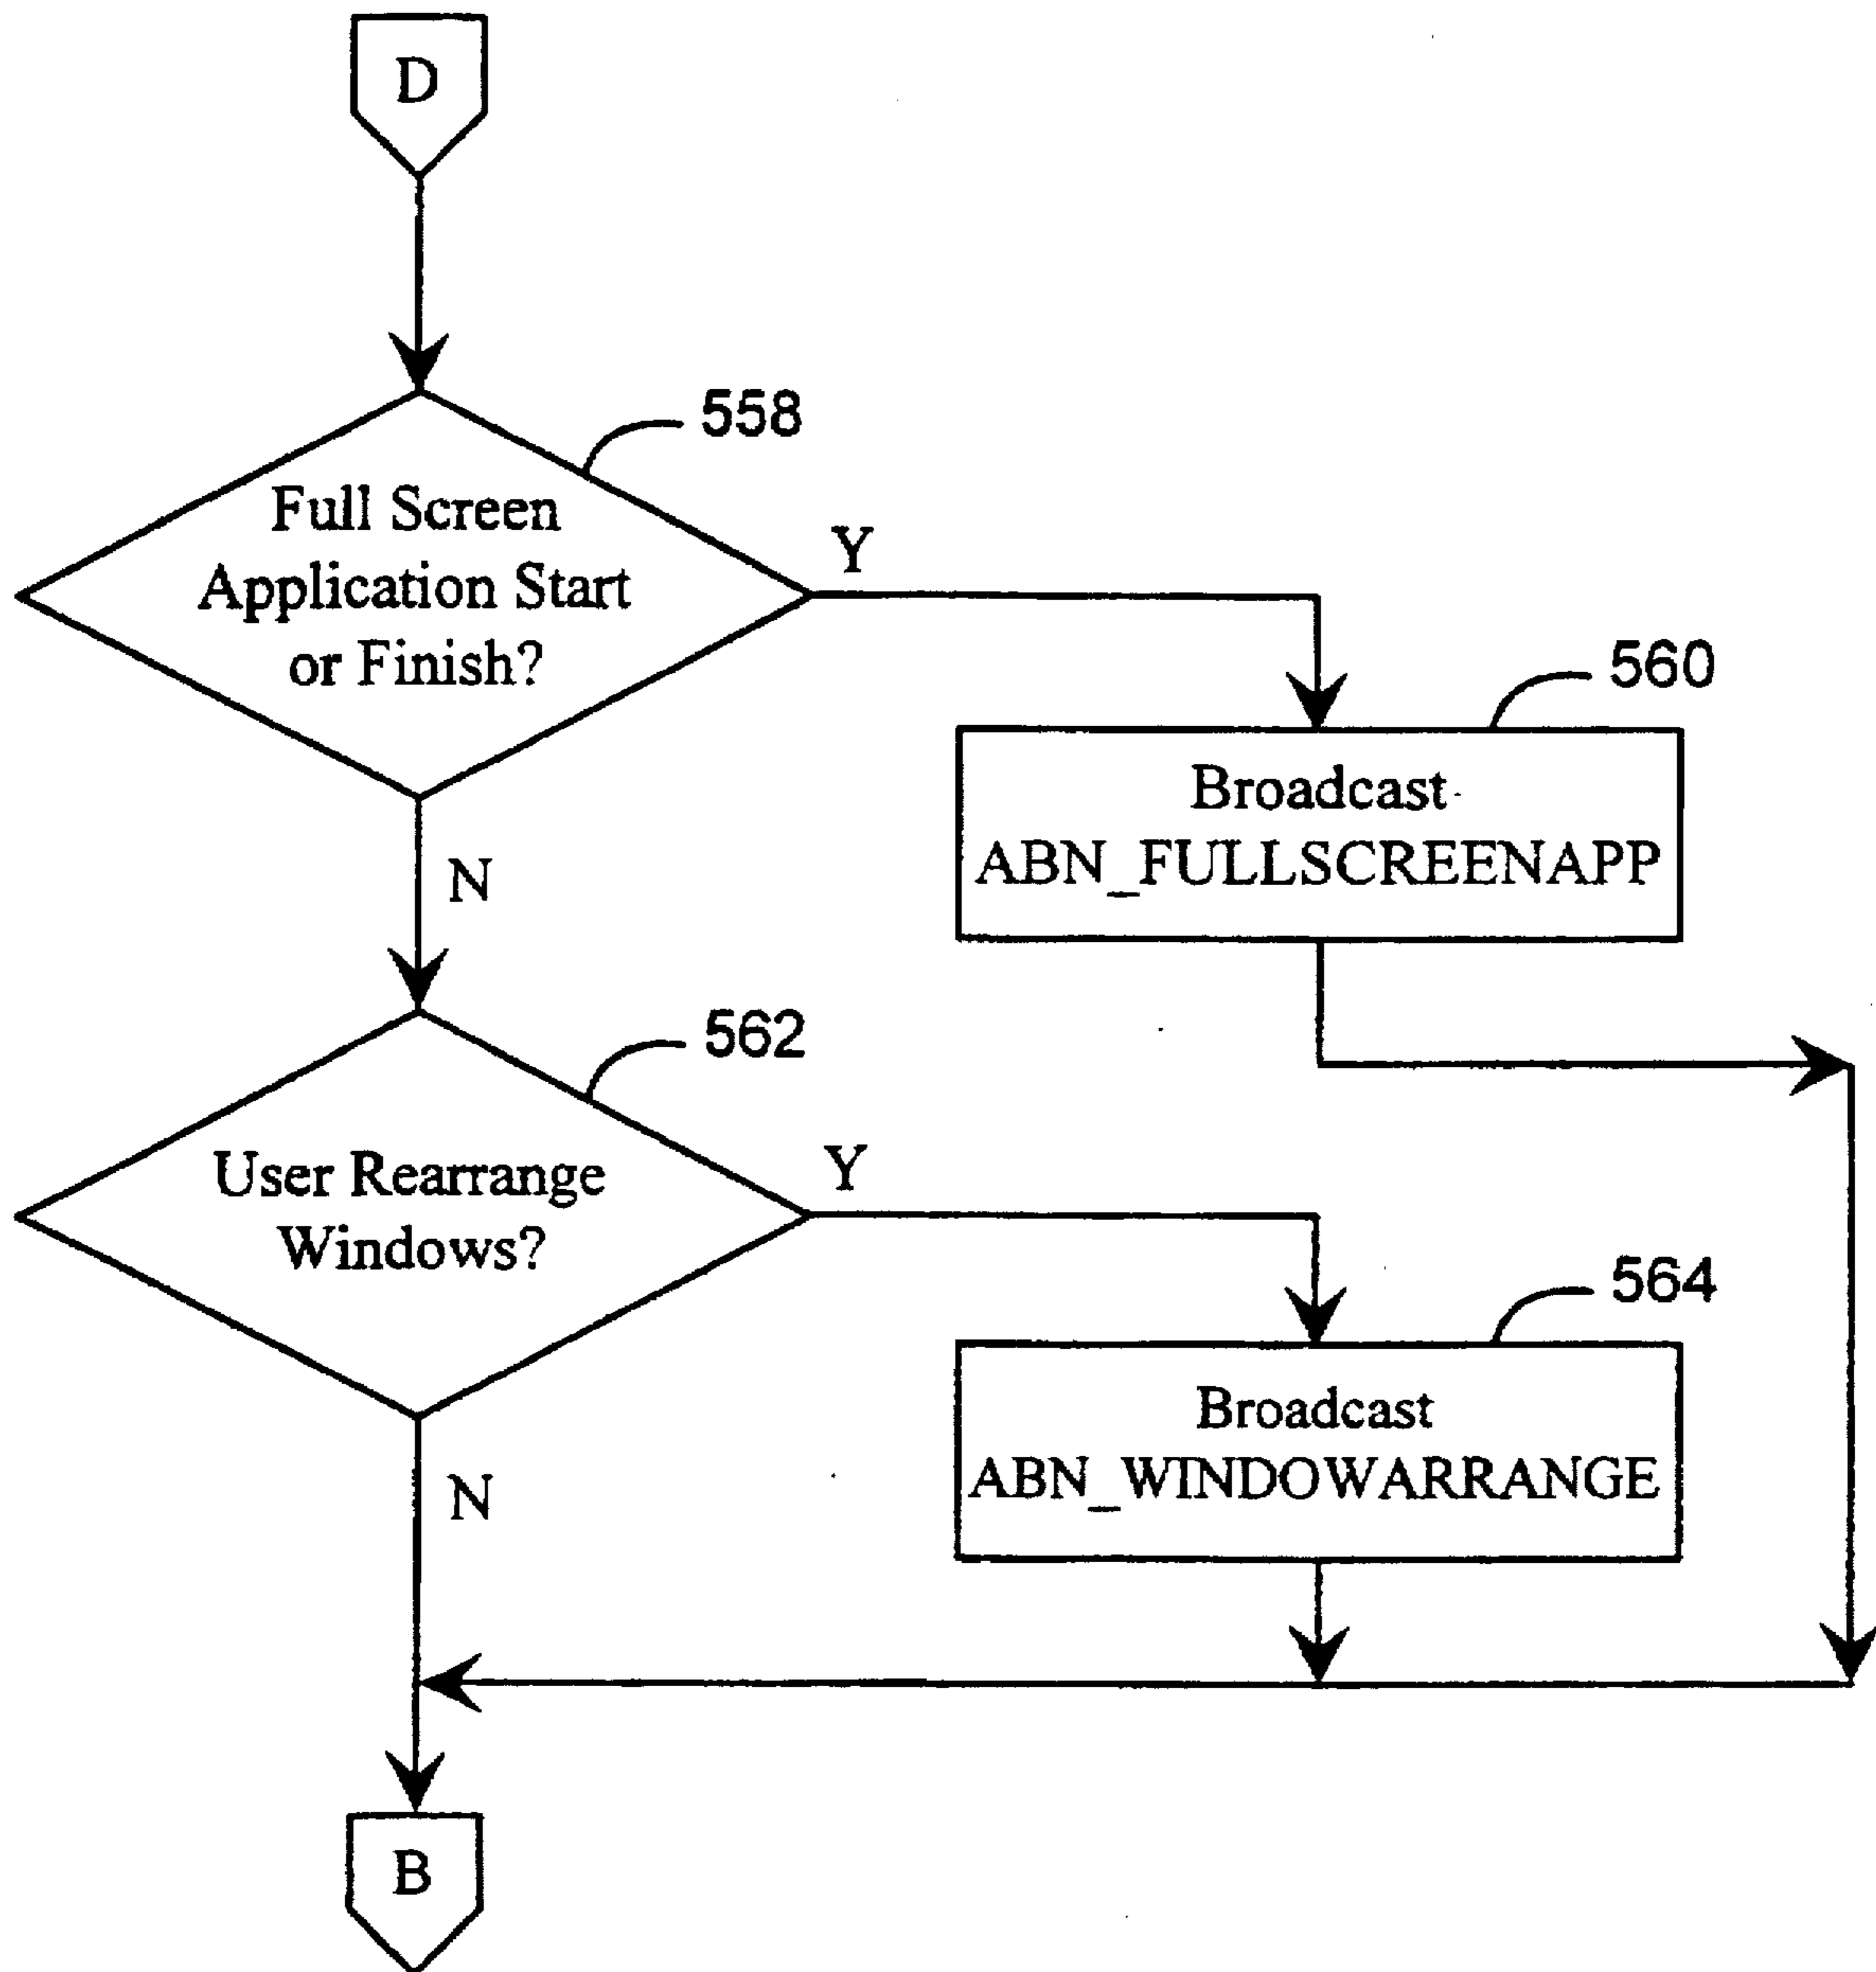 D
558
Full Screen
Application Start
or Finish?
Y
560
Broadcast
ABN_FULLSCREENAPP
N
562
User Rearrange
Windows?
Y
564
Broadcast
ABN_WINDOWARRANGE
N
B